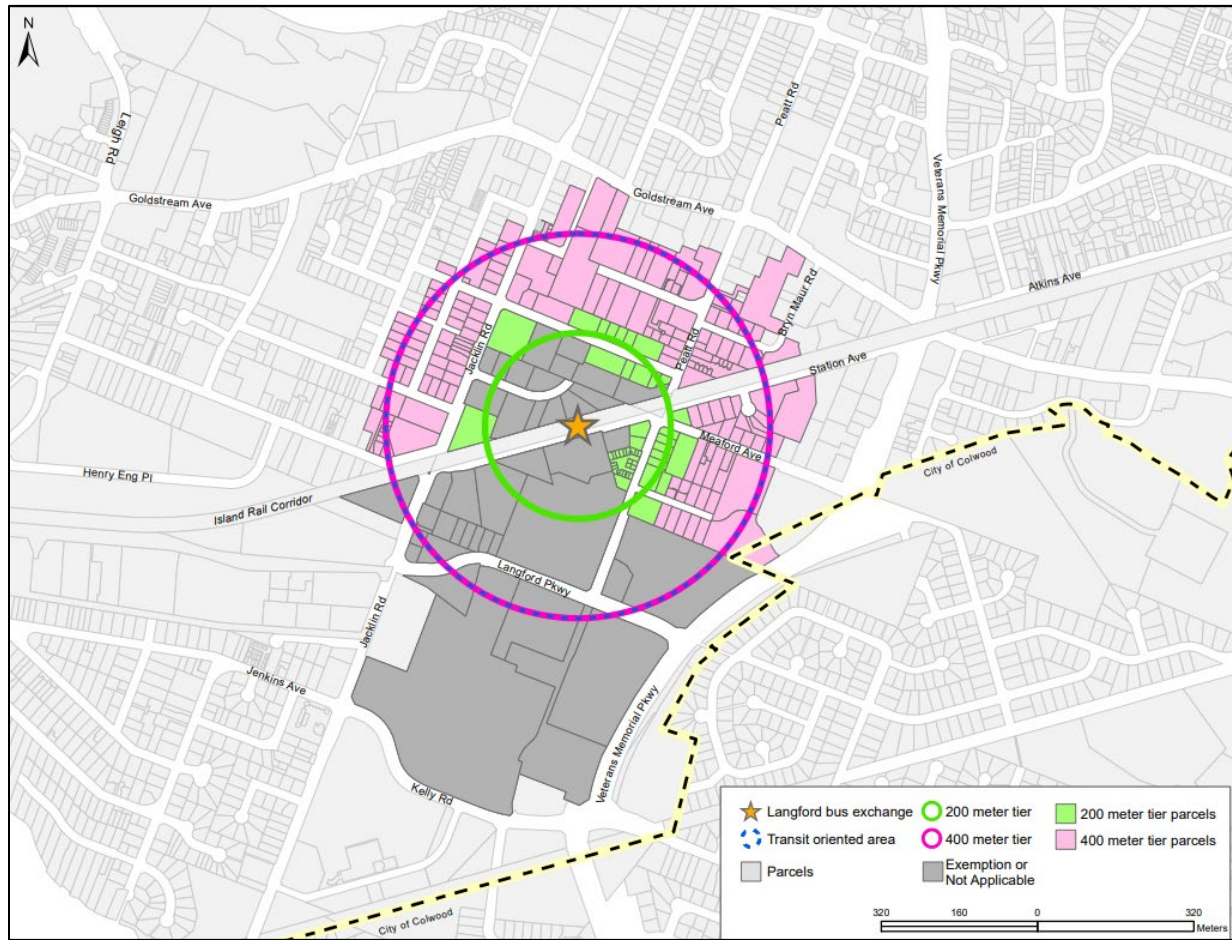 N
Leigh Rd
Peatt Rd
Veterans Memorial Pkwy
Goldstream Ave
Goldstream Ave
Atkins Ave
Bryn Maur Rd
Jacklin Rd
Peatt Rd
Station Ave
Meaford Ave
City of Colwood
Henry Eng Pl
Island Rail Corridor
Langford Pkwy
Jacklin Rd
Jenkins Ave
Veterans Memorial Pkwy
Kelly Rd
City of Colwood
Langford bus exchange
200 meter tier
200 meter tier parcels
Transit oriented area
400 meter tier
400 meter tier parcels
Parcels
Exemption or
Not Applicable
320 160 0 320
Meters